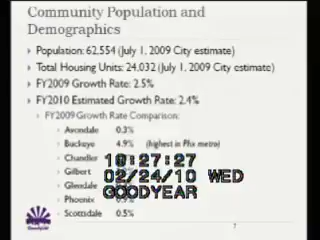 Community Population and
Demographics
Population: 62,554 (July 1, 2009 City estimate)
Total Housing Units: 24,032 (July 1, 2009 City estimate)
FY2009 Growth Rate: 2.5%
FY2010 Estimated Growth Rate: 2.4%
FY2009 Growth Rate Comparison:
Avondale 0.3%
Buckeye 4.9% (highest in Phx metro)
Chandler
Gilbert
Glendale
Phoenix
Scottsdale 0.5%
10:27:27
02/24/10 WED
GOODYEAR
7